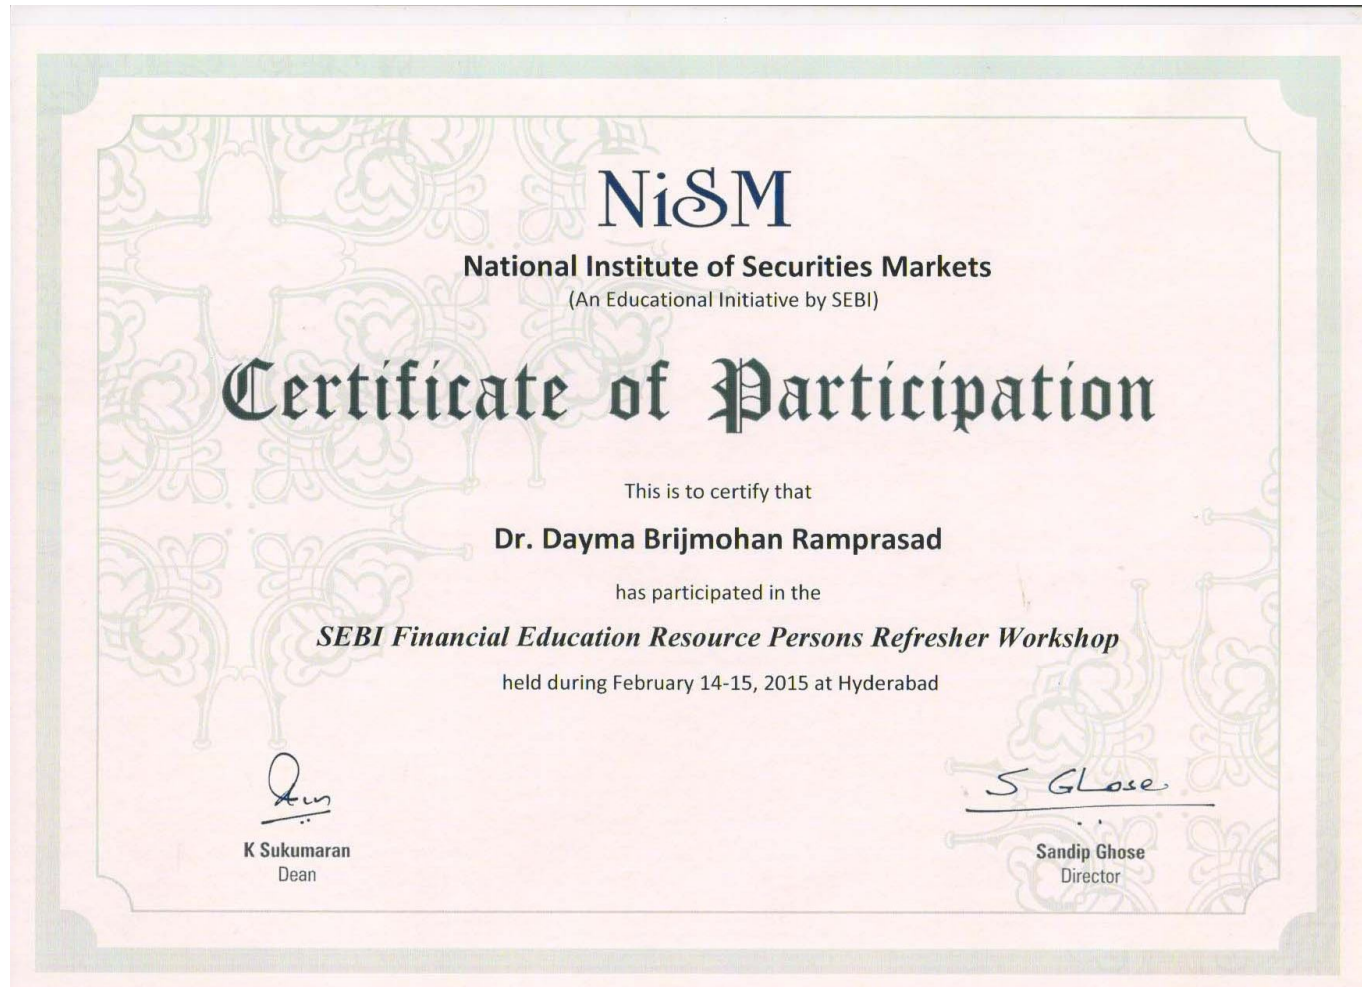 NiSM
National Institute of Securities Markets
(An Educational Initiative by SEBI)
Certificate of Participation
This is to certify that
Dr. Dayma Brijmohan Ramprasad
has participated in the
SEBI Financial Education Resource Persons Refresher Workshop
held during February 14-15, 2015 at Hyderabad
S Ghose
K Sukumaran
Dean
Sandip Ghose
Director